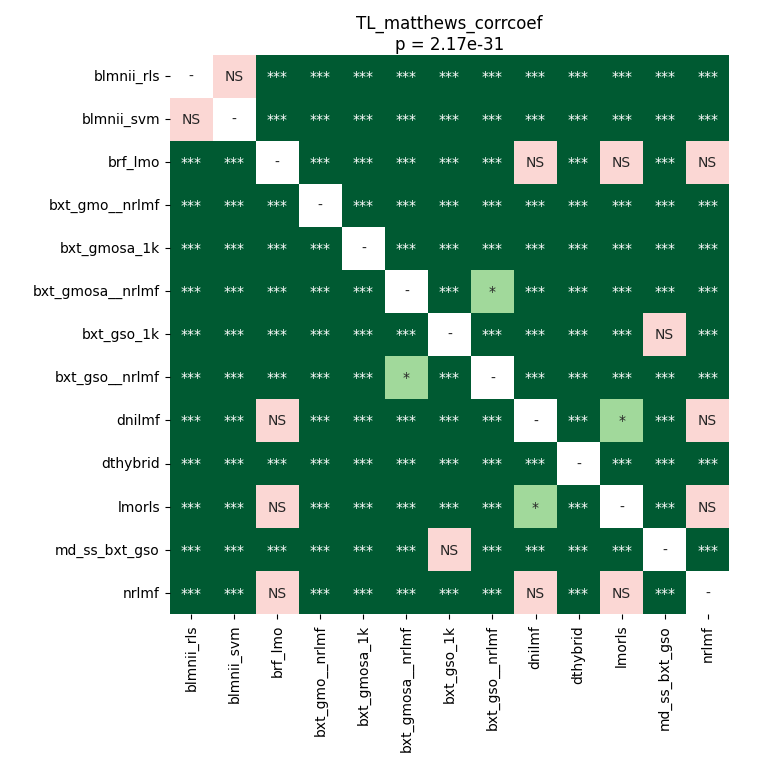 TL_matthews_corrcoef
p = 2.17e-31
blmnii_rls - NS *** *** *** *** *** *** *** *** *** *** ***
blmnii_svm NS - *** *** *** *** *** *** *** *** *** *** ***
brf_lmo *** *** - *** *** *** *** *** NS *** NS *** NS
bxt_gmo__nrlmf *** *** *** - *** *** *** *** *** *** *** *** ***
bxt_gmosa_1k *** *** *** *** - *** *** *** *** *** *** *** ***
bxt_gmosa__nrlmf *** *** *** *** *** - *** * *** *** *** *** ***
bxt_gso_1k *** *** *** *** *** *** - *** *** *** *** NS ***
bxt_gso__nrlmf *** *** *** *** *** * *** - *** *** *** *** ***
dnilmf *** *** NS *** *** *** *** *** - *** * *** NS
dthybrid *** *** *** *** *** *** *** *** *** - *** *** ***
lmorls *** *** NS *** *** *** *** *** * *** - *** NS
md_ss_bxt_gso *** *** *** *** *** *** NS *** *** *** *** - ***
nrlmf *** *** NS *** *** *** *** *** NS *** NS *** -
blmnii_rls
blmnii_svm
brf_lmo
bxt_gmo__nrlmf
bxt_gmosa_1k
bxt_gmosa__nrlmf
bxt_gso_1k
bxt_gso__nrlmf
dnilmf
dthybrid
lmorls
md_ss_bxt_gso
nrlmf